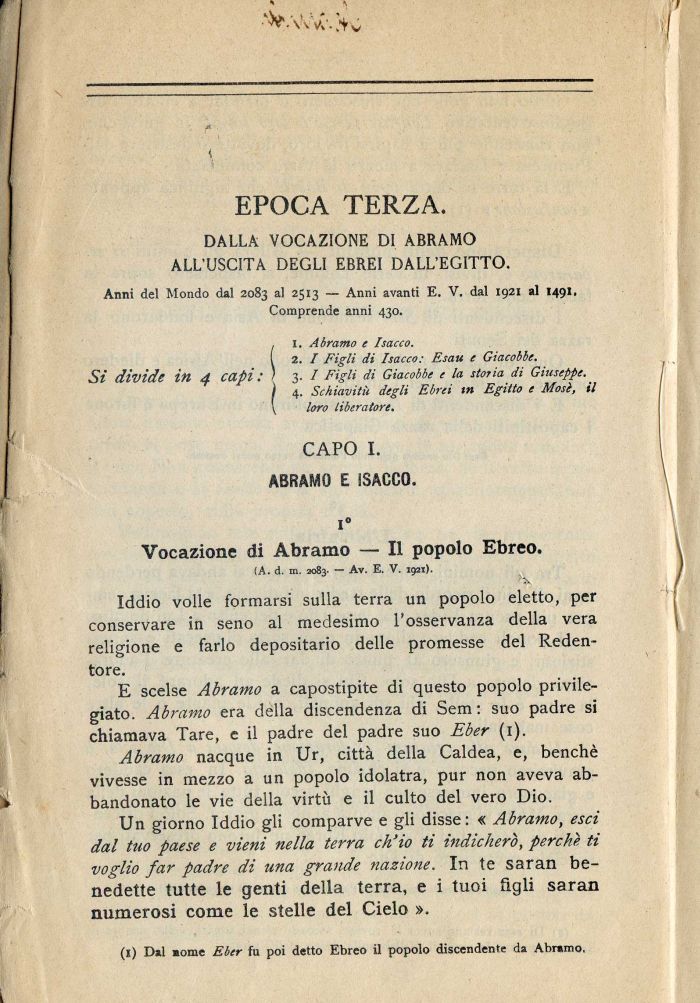 EPOCA TERZA.
DALLA VOCAZIONE DI ABRAMO
ALL'USCITA DEGLI EBREI DALL'EGITTO.
Anni del Mondo dal 2083 al 2513 — Anni avanti E. V. dal 1921 al 1491.
Comprende anni 430.
Si divide in 4 capi:
1. Abramo e Isacco.
2. I Figli di Isacco: Esau e Giacobbe.
3. I Figli di Giacobbe e la storia di Giuseppe.
4. Schiavitù degli Ebrei in Egitto e Mosè, il
loro liberatore.
CAPO I.
ABRAMO E ISACCO.
1°
Vocazione di Abramo — Il popolo Ebreo.
(A. d. m. 2083. — Av. E. V. 1921).
Iddio volle formarsi sulla terra un popolo eletto, per
conservare in seno al medesimo l'osservanza della vera
religione e farlo depositario delle promesse del Reden-
tore.
E scelse Abramo a capostipite di questo popolo privile-
giato. Abramo era della discendenza di Sem: suo padre si
chiamava Tare, e il padre del padre suo Eber (1).
Abramo nacque in Ur, città della Caldea, e, benchè
vivesse in mezzo a un popolo idolatra, pur non aveva ab-
bandonato le vie della virtù e il culto del vero Dio.
Un giorno Iddio gli comparve e gli disse: « Abramo, esci
dal tuo paese e vieni nella terra ch'io ti indicherò, perchè ti
voglio far padre di una grande nazione. In te saran be-
nedette tutte le genti della terra, e i tuoi figli saran
numerosi come le stelle del Cielo ».
(1) Dal nome Eber fu poi detto Ebreo il popolo discendente da Abramo.